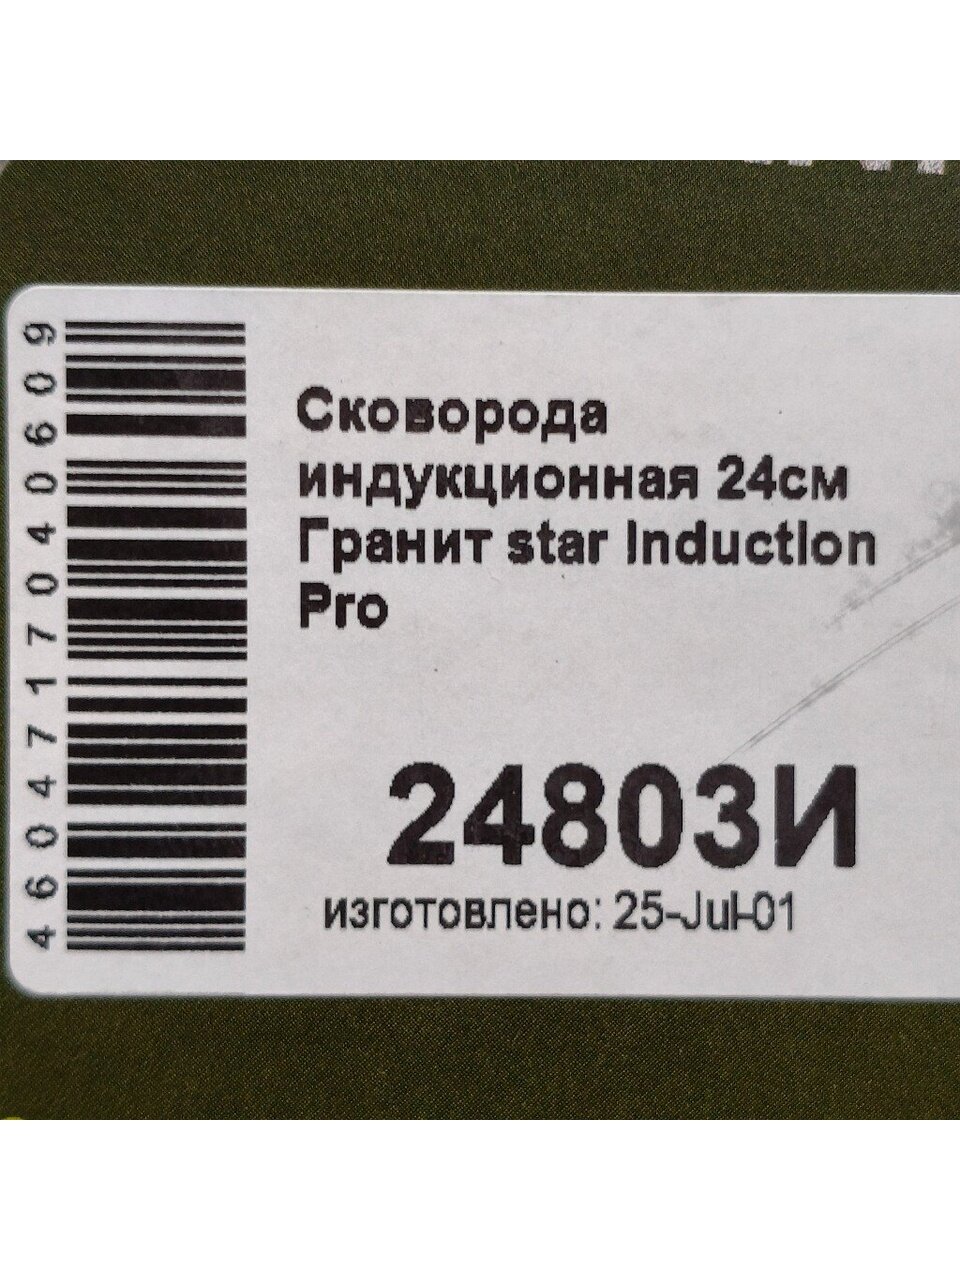 Сковорода
индукционная 24см
Гранит star Induction
Pro
24803И
изготовлено: 25-Jul-01
4604717040609